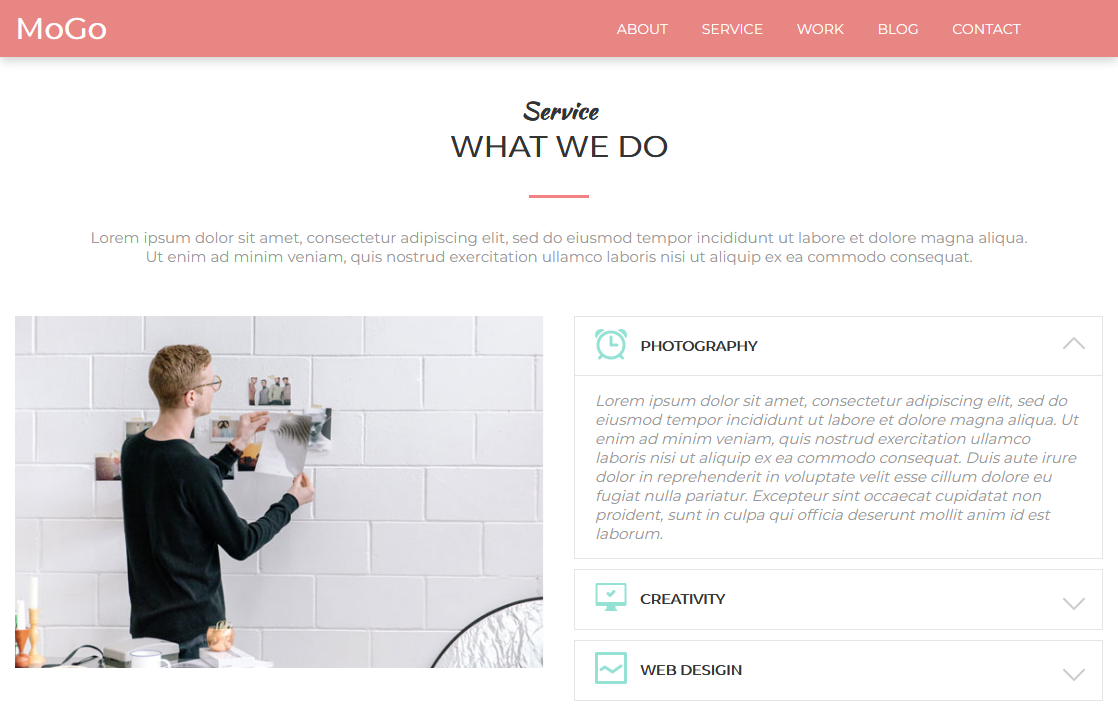 MoGo
ABOUT SERVICE WORK BLOG CONTACT
Service
WHAT WE DO
Lorem ipsum dolor sit amet, consectetur adipiscing elit, sed do eiusmod tempor incididunt ut labore et dolore magna aliqua.
Ut enim ad minim veniam, quis nostrud exercitation ullamco laboris nisi ut aliquip ex ea commodo consequat.
PHOTOGRAPHY
Lorem ipsum dolor sit amet, consectetur adipiscing elit, sed do
eiusmod tempor incididunt ut labore et dolore magna aliqua. Ut
enim ad minim veniam, quis nostrud exercitation ullamco
laboris nisi ut aliquip ex ea commodo consequat. Duis aute irure
dolor in reprehenderit in voluptate velit esse cillum dolore eu
fugiat nulla pariatur. Excepteur sint occaecat cupidatat non
proident, sunt in culpa qui officia deserunt mollit anim id est
laborum.
CREATIVITY
WEB DESIGIN